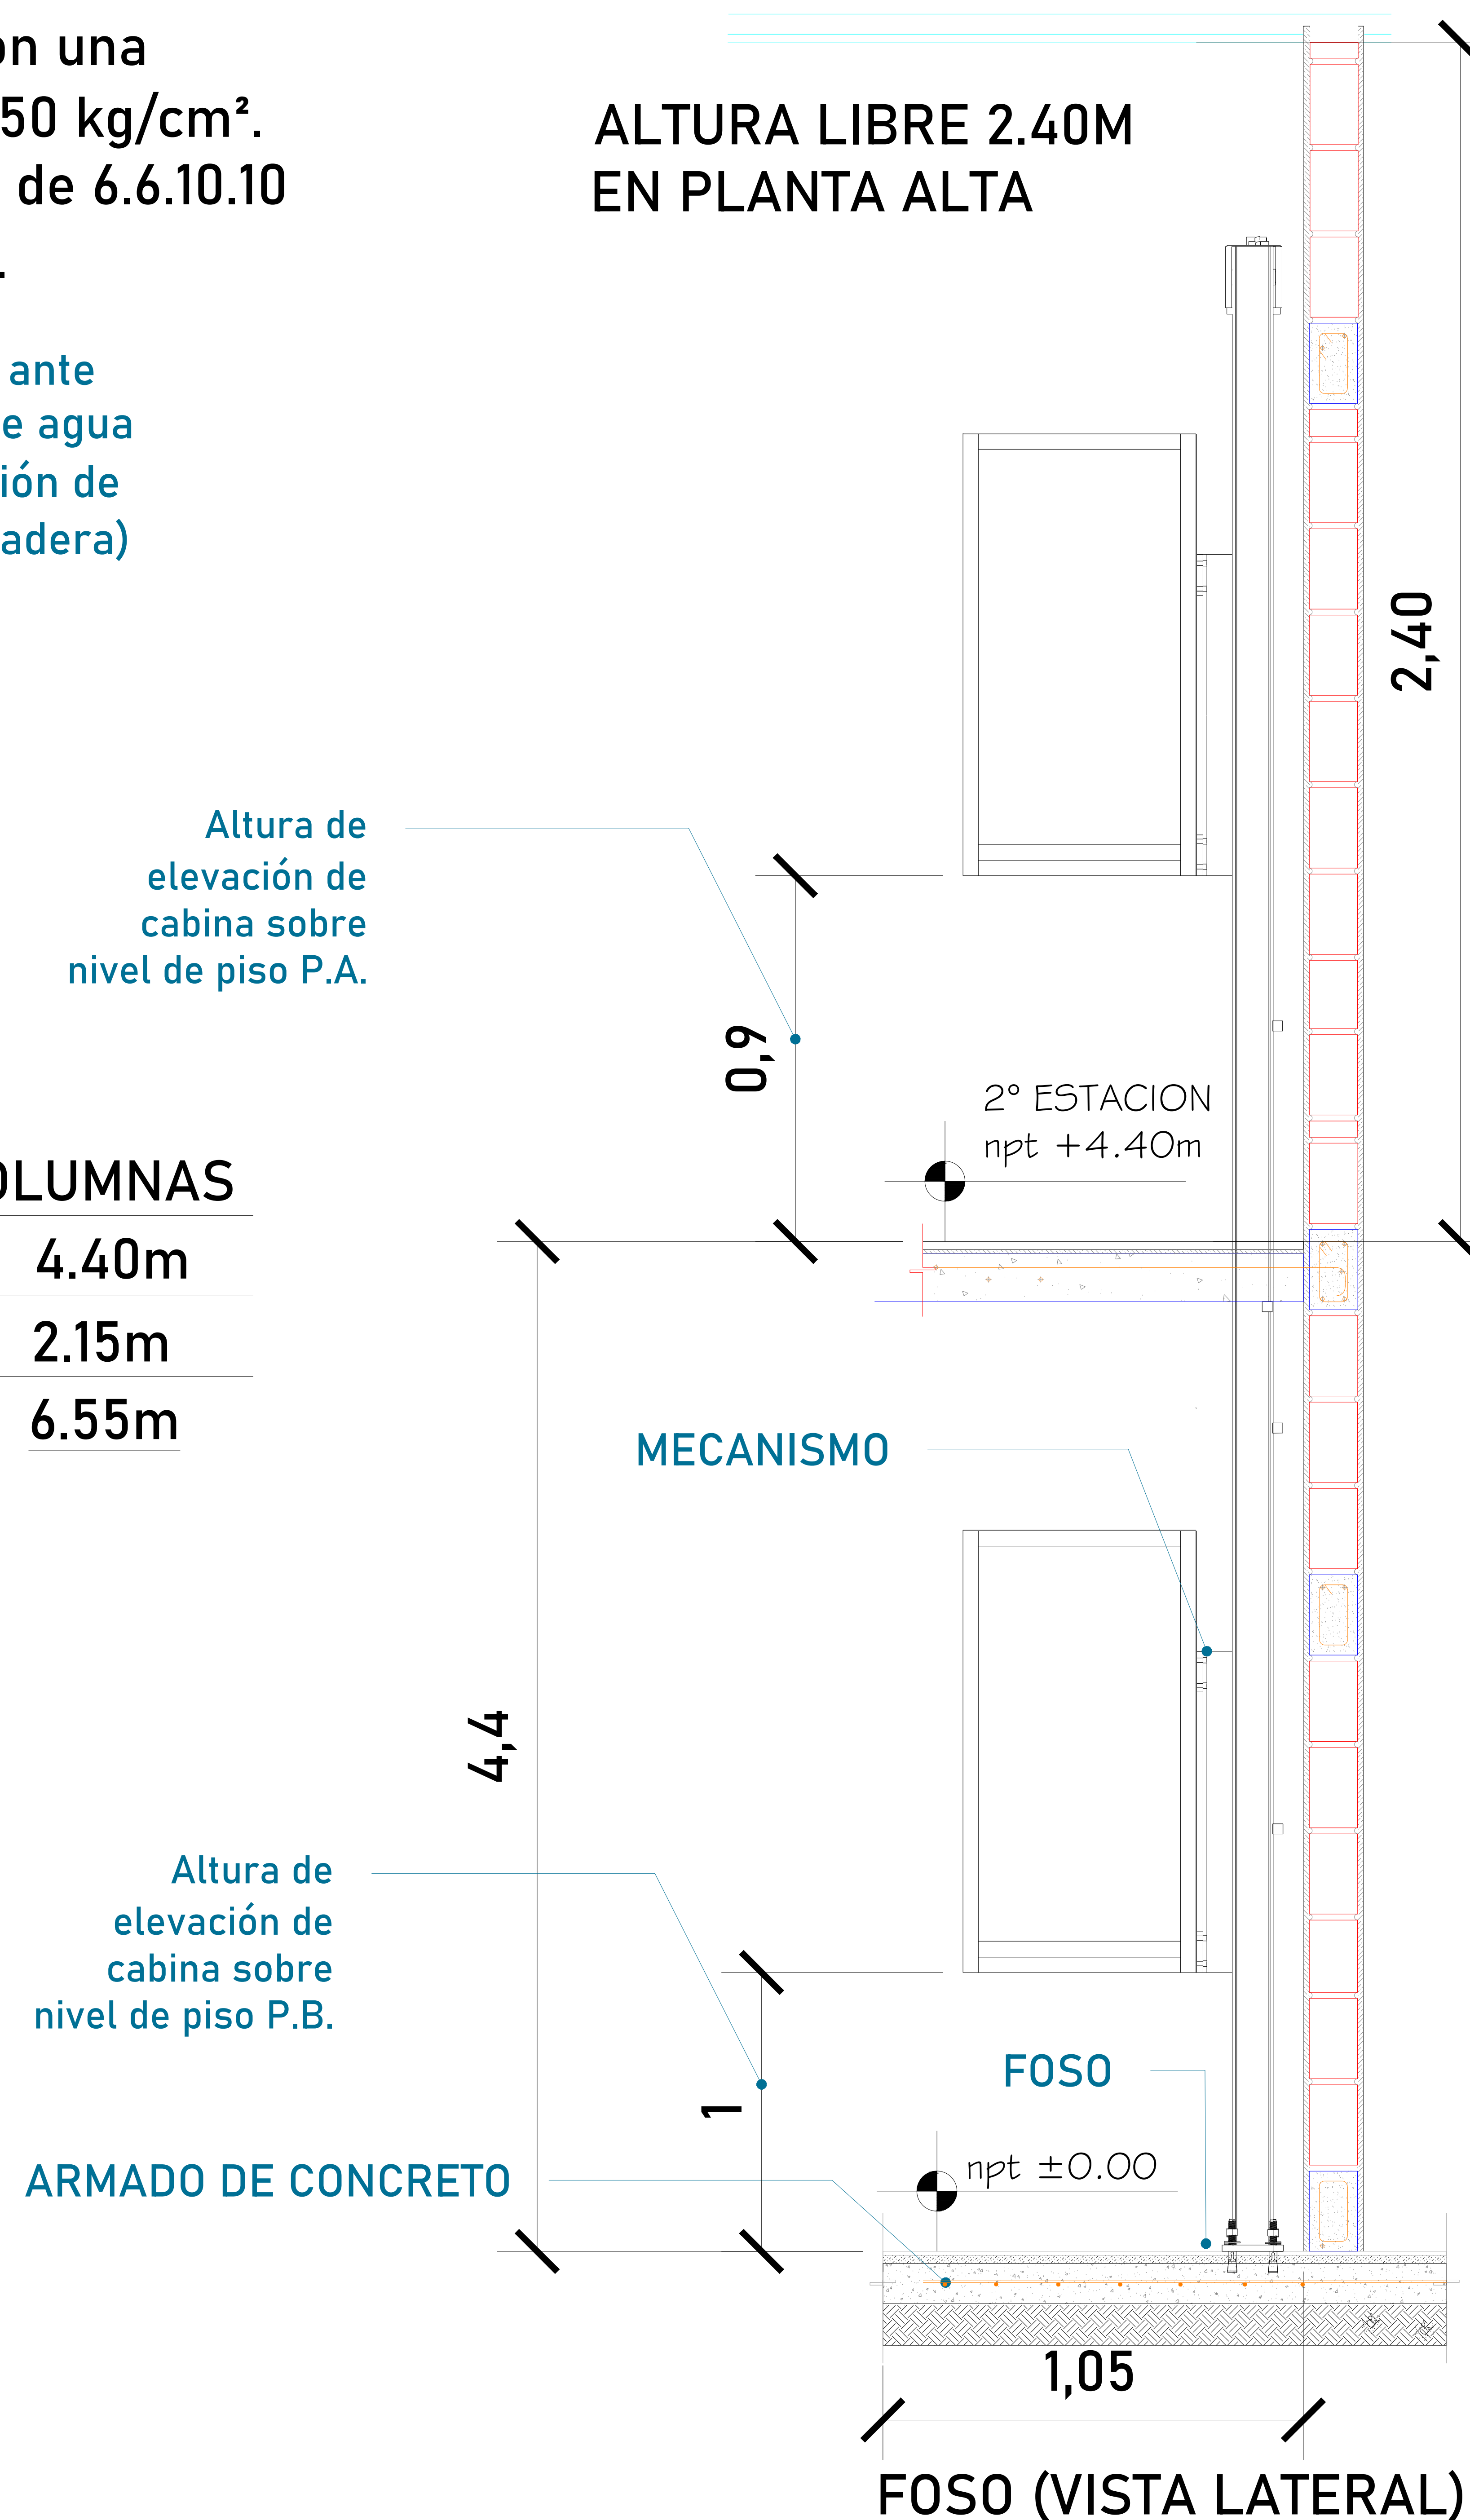 on una
50 kg/cm².
de 6.6.10.10
.
ante
e agua
ión de
adera)
ALTURA LIBRE 2.40M
EN PLANTA ALTA
2,40
Altura de
elevación de
cabina sobre
nivel de piso P.A.
0,9
2° ESTACION
npt +4.40m
OLUMNAS
4.40m
2.15m
6.55m
MECANISMO
4,4
Altura de
elevación de
cabina sobre
nivel de piso P.B.
1
FOSO
npt ±0.00
ARMADO DE CONCRETO
1,05
FOSO (VISTA LATERAL)